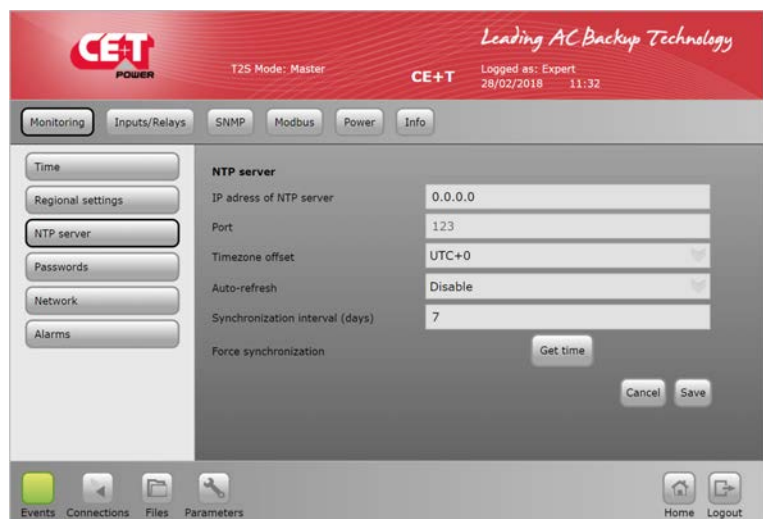 CE+T
POWER
Leading AC Backup Technology
T2S Mode: Master
CE+T
Logged as: Expert
28/02/2018 11:32
Monitoring Inputs/Relays SNMP Modbus Power Info
Time
Regional settings
NTP server
Passwords
Network
Alarms
NTP server
IP adress of NTP server 0.0.0.0
Port 123
Timezone offset UTC+0
Auto-refresh Disable
Synchronization interval (days) 7
Force synchronization Get time
Cancel Save
Events Connections Files Parameters Home Logout